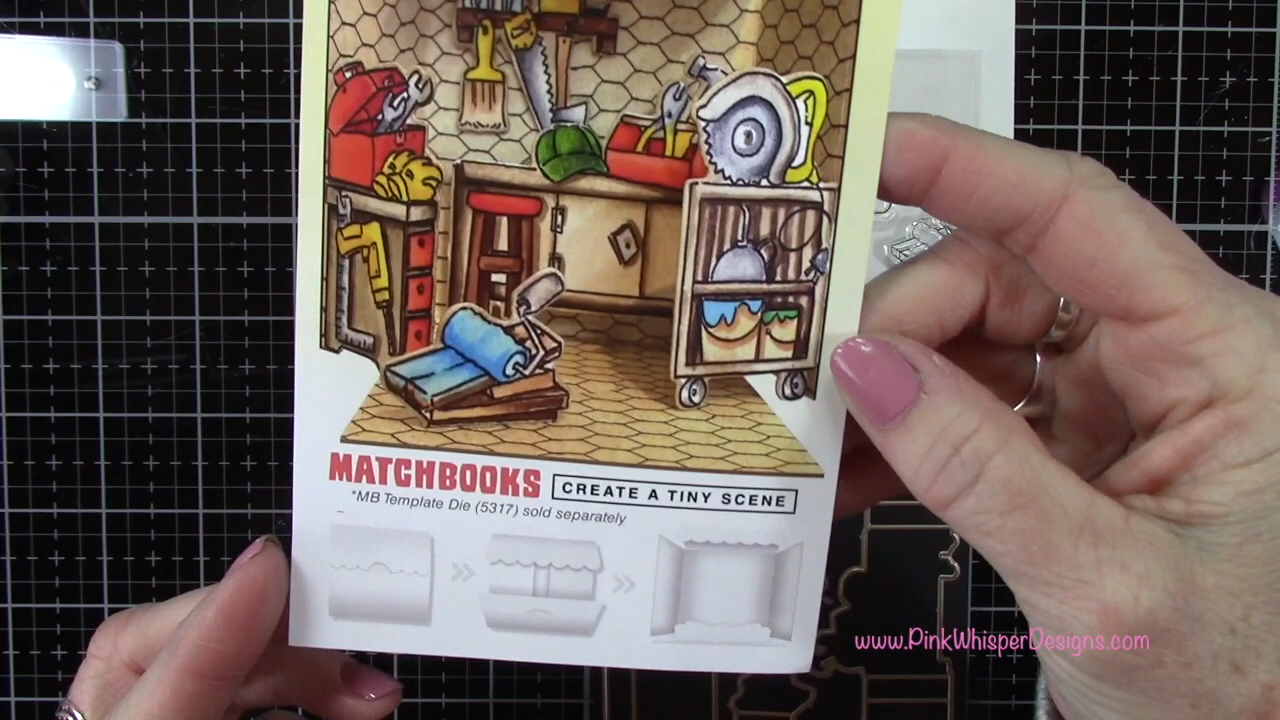 MATCHBOOKS CREATE A TINY SCENE
*MB Template Die (5317) sold separately
www.PinkWhisperDesigns.com